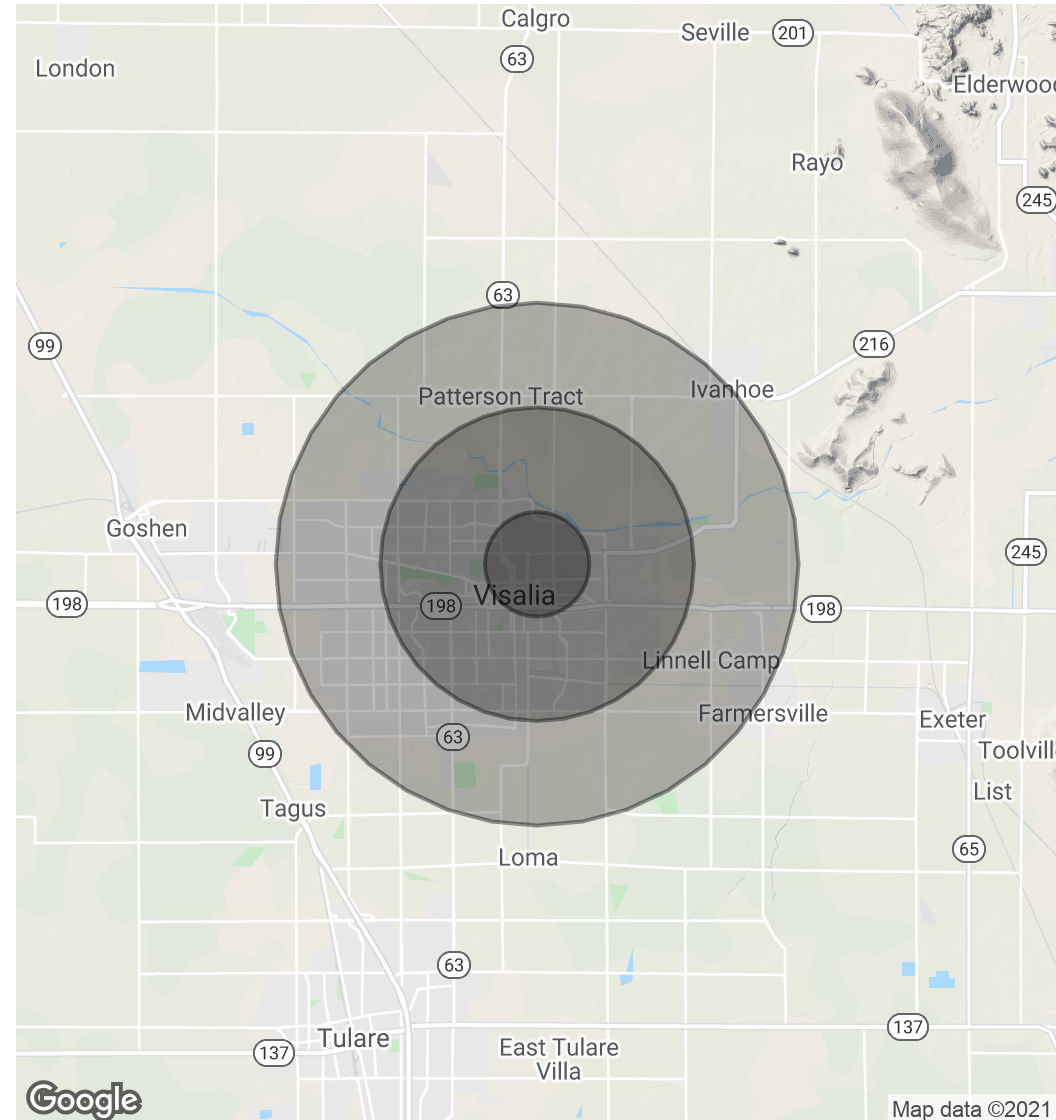 Calgro
Seville
201
63
London
Elderwood
Rayo
245
63
99
216
Ivanhoe
Patterson Tract
Goshen
245
Visalia
198
198
198
Linnell Camp
Midvalley
Farmersville
Exeter
63
99
Toolvill
List
Tagus
65
Loma
63
137
Tulare
East Tulare
Villa
137
Google
Map data ©2021